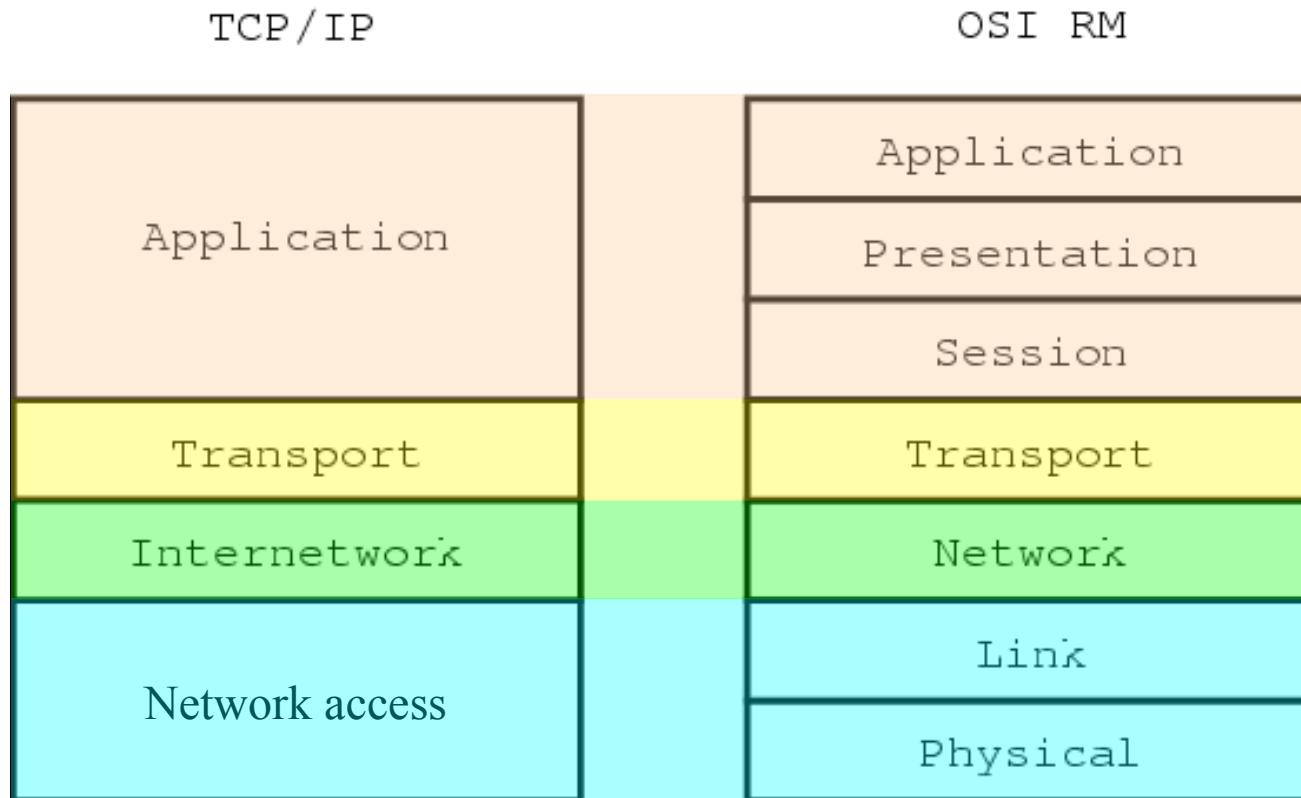 TCP/IP
OSI RM
Application
Transport
Internetwork
Network access
Application
Presentation
Session
Transport
Network
Link
Physical